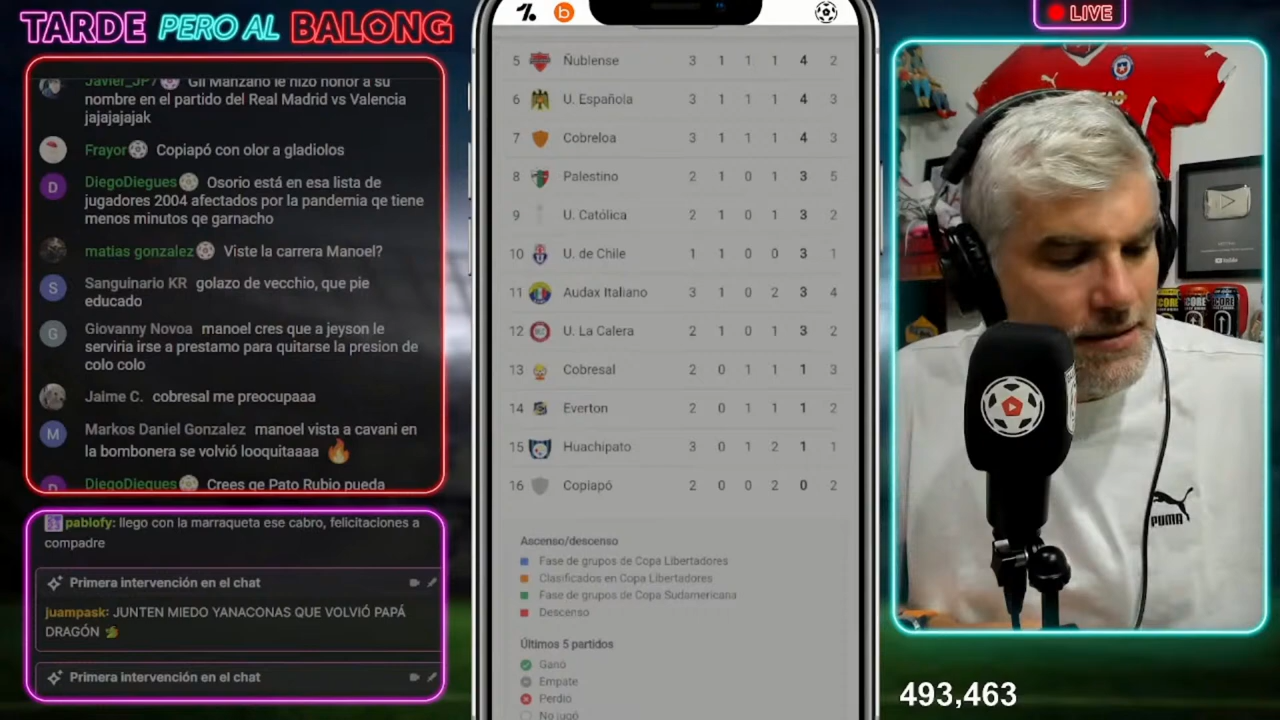 TARDE PERO AL BALONG
Javier_JP7 Gil Manzano le hizo honor a su
nombre en el partido del Real Madrid vs Valencia
jajajajajak
Frayor Copiapó con olor a gladiolos
D DiegoDiegues Osorio está en esa lista de
jugadores 2004 afectados por la pandemia qe tiene
menos minutos qe garnacho
matias gonzalez Viste la carrera Manoel?
S Sanguinario KR golazo de vecchio, que pie
educado
G Giovanny Novoa manoel cres que a jeyson le
serviria irse a prestamo para quitarse la presion de
colo colo
Jaime C. cobresal me preocupaaa
M Markos Daniel Gonzalez manoel vista a cavani en
la bombonera se volvió looquitaaaa
D DiegoDiegues Crees qe Pato Rubio pueda
pablofy: llego con la marraqueta ese cabro, felicitaciones a
compadre
Primera intervención en el chat
juampask: JUNTEN MIEDO YANACONAS QUE VOLVIÓ PAPÁ
DRAGÓN
Primera intervención en el chat
b
5 Ñublense 3 1 1 1 4 2
6 U. Española 3 1 1 1 4 3
7 Cobreloa 3 1 1 1 4 3
8 Palestino 2 1 0 1 3 5
9 U. Católica 2 1 0 1 3 2
10 U. de Chile 1 1 0 0 3 1
11 Audax Italiano 3 1 0 2 3 4
12 U. La Calera 2 1 0 1 3 2
13 Cobresal 2 0 1 1 1 3
14 Everton 2 0 1 1 1 2
15 Huachipato 3 0 1 2 1 1
16 Copiapó 2 0 0 2 0 2
Ascenso/descenso
Fase de grupos de Copa Libertadores
Clasificados en Copa Libertadores
Fase de grupos de Copa Sudamericana
Descenso
Últimos 5 partidos
Ganó
Empate
Perdio
No jugó
LIVE
YouTube
CORE
SCORE
SCORE
PUMA
493,463